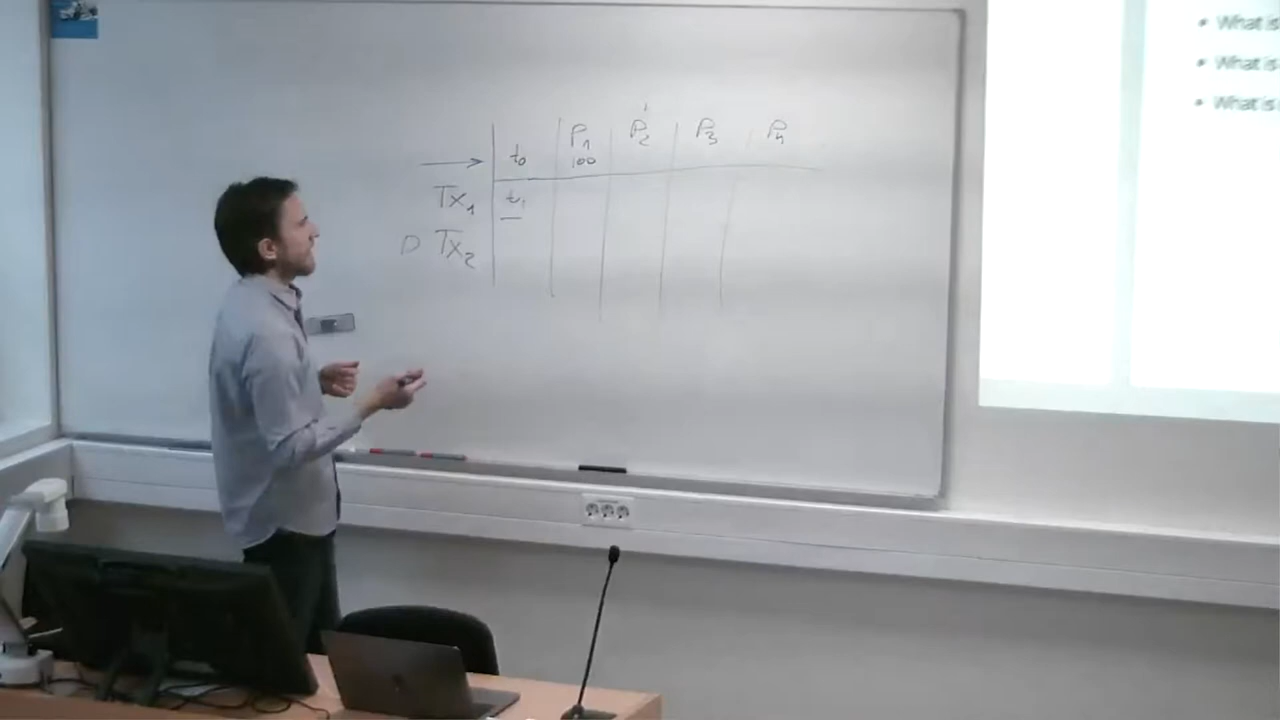 P1 P2 P3 P4
t0 100
Tx1 t1
D Tx2
• What is
• What is
• What is